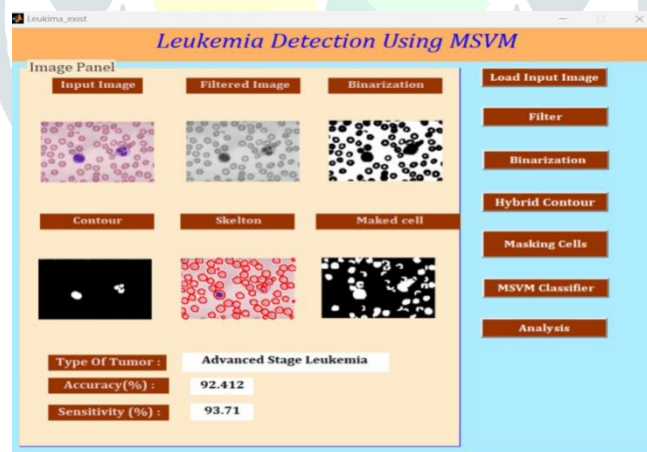 Leukima_exist
Leukemia Detection Using MSVM
Image Panel
Input Image
Filtered Image
Binarization
Contour
Skelton
Maked cell
Type Of Tumor :
Advanced Stage Leukemia
Accuracy(%) :
92.412
Sensitivity (%) :
93.71
Load Input Image
Filter
Binarization
Hybrid Contour
Masking Cells
MSVM Classifier
Analysis